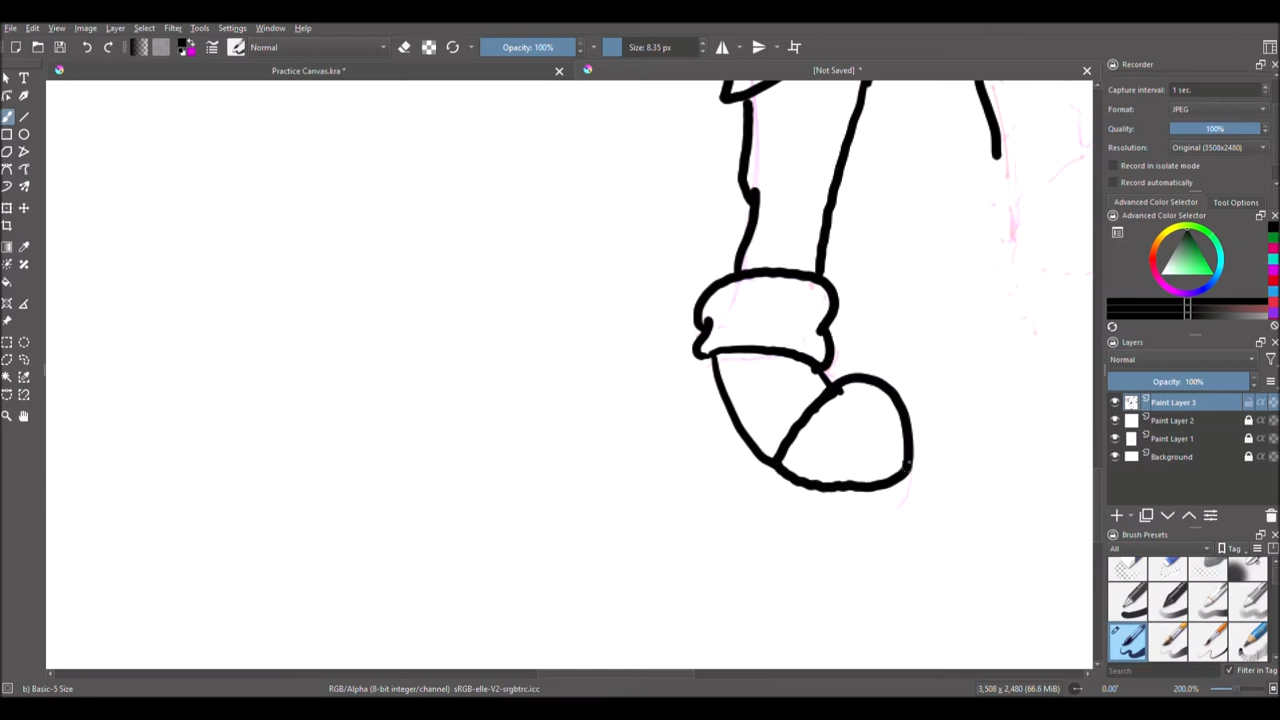 File Edit View Image Layer Select Filter Tools Settings Window Help
Normal
Opacity: 100%
Size: 8.35 px
Practice Canvas.kra *
[Not Saved] *
Recorder
Capture interval: 1 sec.
Format: JPEG
Quality: 100%
Resolution: Original (3508x2480)
Record in isolate mode
Record automatically
Advanced Color Selector Tool Options
Advanced Color Selector
Layers
Normal
Opacity: 100%
Paint Layer 3
Paint Layer 2
Paint Layer 1
Background
Brush Presets
All
Tag
Search
Filter in Tag
b) Basic-5 Size
RGB/Alpha (8-bit integer/channel) sRGB-elle-V2-srgbtrc.icc
3,508 x 2,480 (66.6 MiB)
0.00°
200.0%